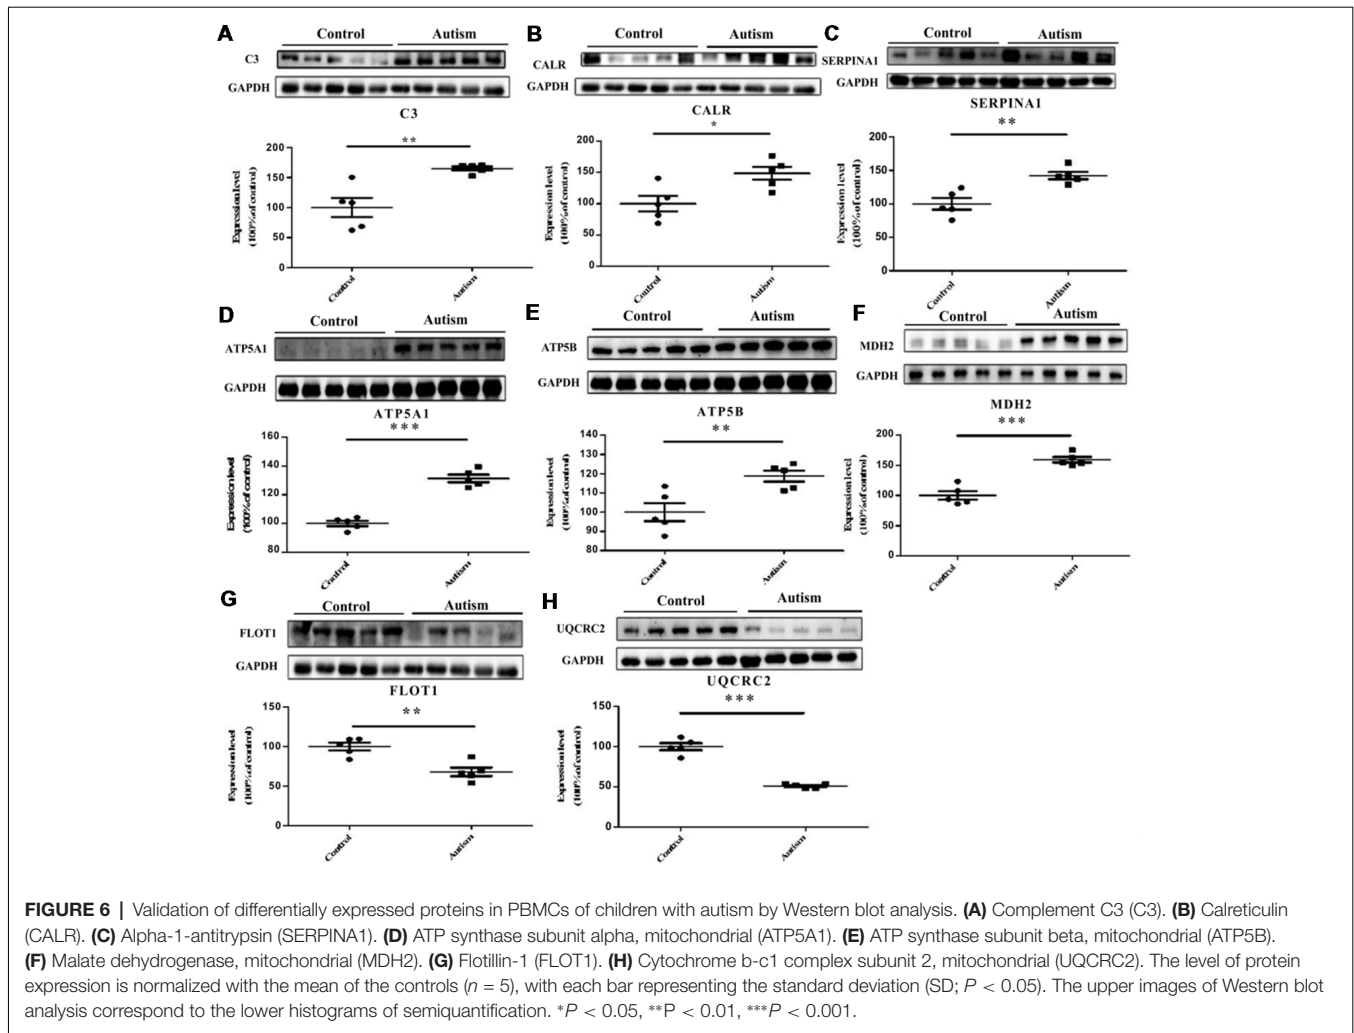 A
Control
Autism
C3
GAPDH
C3
**
Expression level
(100% of control)
200
150
100
50
0
Control
Autism
B
Control
Autism
CALR
GAPDH
CALR
*
Expression level
(100% of control)
200
150
100
50
0
Control
Autism
C
Control
Autism
SERPINA1
GAPDH
SERPINA1
**
Expression level
(100% of control)
200
150
100
50
0
Control
Autism
D
Control
Autism
ATP5A1
GAPDH
ATP5A1
***
Expression level
(100% of control)
160
140
120
100
80
Control
Autism
E
Control
Autism
ATP5B
GAPDH
ATP5B
**
Expression level
(100% of control)
140
130
120
110
100
90
80
Control
Autism
F
Control
Autism
MDH2
GAPDH
MDH2
***
Expression level
(100% of control)
200
150
100
50
0
Control
Autism
G
Control
Autism
FLOT1
GAPDH
FLOT1
**
Expression level
(100% of control)
150
100
50
0
Control
Autism
H
Control
Autism
UQCRC2
GAPDH
UQCRC2
***
Expression level
(100% of control)
150
100
50
0
Control
Autism
FIGURE 6 | Validation of differentially expressed proteins in PBMCs of children with autism by Western blot analysis. (A) Complement C3 (C3). (B) Calreticulin
(CALR). (C) Alpha-1-antitrypsin (SERPINA1). (D) ATP synthase subunit alpha, mitochondrial (ATP5A1). (E) ATP synthase subunit beta, mitochondrial (ATP5B).
(F) Malate dehydrogenase, mitochondrial (MDH2). (G) Flotillin-1 (FLOT1). (H) Cytochrome b-c1 complex subunit 2, mitochondrial (UQCRC2). The level of protein
expression is normalized with the mean of the controls (n = 5), with each bar representing the standard deviation (SD; P < 0.05). The upper images of Western blot
analysis correspond to the lower histograms of semiquantification. *P < 0.05, **P < 0.01, ***P < 0.001.